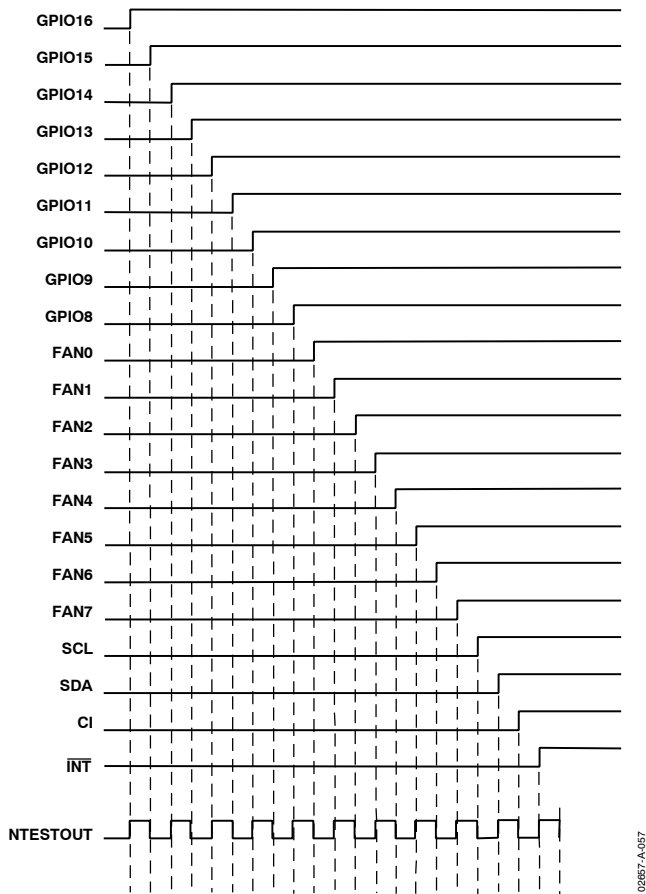 GPIO16
GPIO15
GPIO14
GPIO13
GPIO12
GPIO11
GPIO10
GPIO9
GPIO8
FAN0
FAN1
FAN2
FAN3
FAN4
FAN5
FAN6
FAN7
SCL
SDA
CI
INT
NTESTOUT
02657-A-057